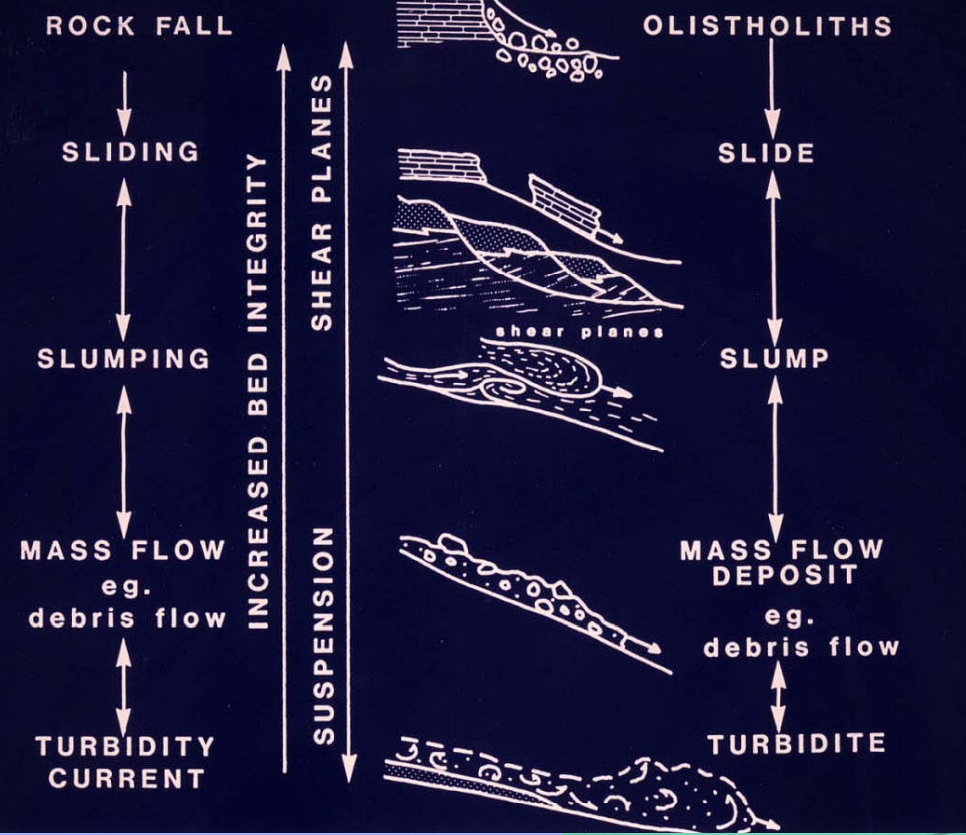 ROCK FALL
SLIDING
SLUMPING
MASS FLOW
eg.
debris flow
TURBIDITY
CURRENT
INCREASED BED INTEGRITY
SHEAR PLANES
SUSPENSION
shear planes
OLISTHOLITHS
SLIDE
SLUMP
MASS FLOW
DEPOSIT
eg.
debris flow
TURBIDITE